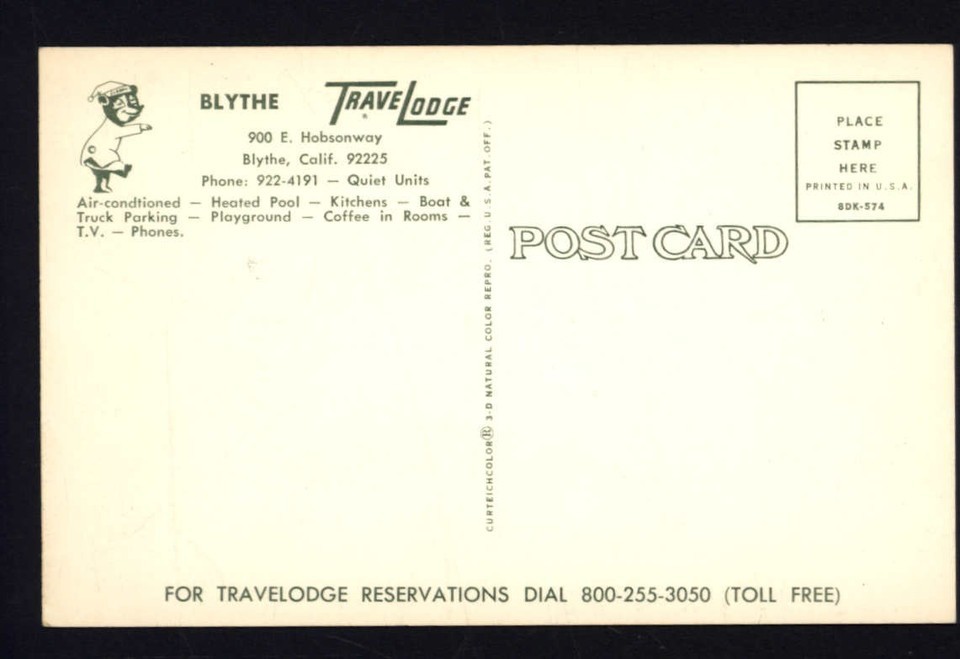 BLYTHE TRAVELODGE®
900 E. Hobsonway
Blythe, Calif. 92225
Phone: 922-4191 — Quiet Units
Air-condtioned — Heated Pool — Kitchens — Boat &
Truck Parking — Playground — Coffee in Rooms —
T.V. — Phones.
CURTEICHCOLOR® 3-D NATURAL COLOR REPRO. (REG. U.S.A. PAT. OFF.)
POST CARD
PLACE
STAMP
HERE
PRINTED IN U.S.A.
8DK-574
FOR TRAVELODGE RESERVATIONS DIAL 800-255-3050 (TOLL FREE)